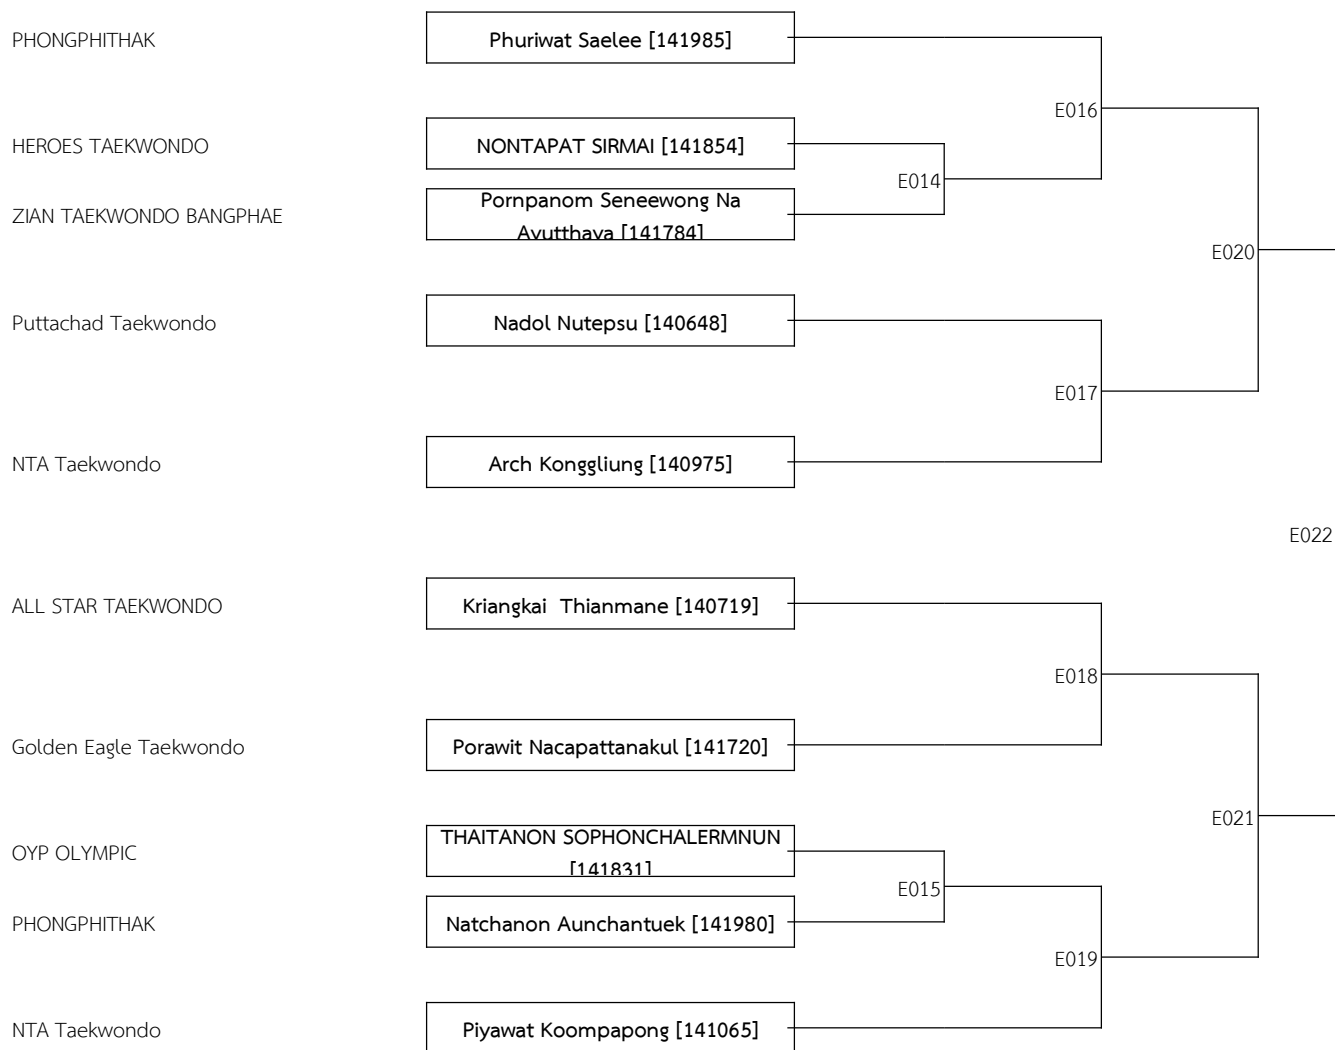 PHONGPHITHAK
Phuriwat Saelee [141985]
E016
HEROES TAEKWONDO
NONTAPAT SIRMAI [141854]
E014
ZIAN TAEKWONDO BANGPHAE
Pornpanom Seneewong Na
Ayutthaya [141784]
E020
Puttachad Taekwondo
Nadol Nutepsu [140648]
E017
NTA Taekwondo
Arch Konggliung [140975]
E022
ALL STAR TAEKWONDO
Kriangkai Thianmane [140719]
E018
Golden Eagle Taekwondo
Porawit Nacapattanakul [141720]
E021
OYP OLYMPIC
THAITANON SOPHONCHALERMNUN
[141831]
E015
PHONGPHITHAK
Natchanon Aunchantuek [141980]
E019
NTA Taekwondo
Piyawat Koompapong [141065]